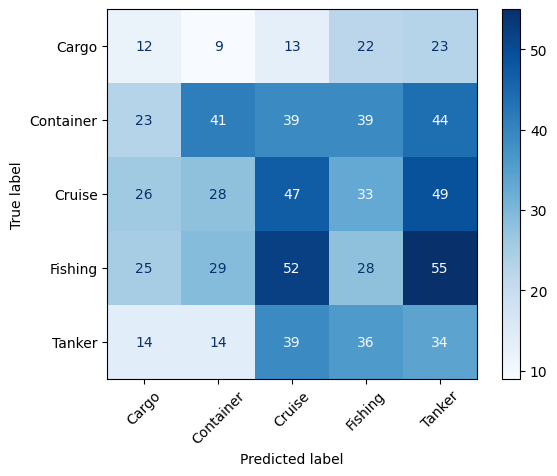 Cargo 12 9 13 22 23
Container 23 41 39 39 44
Cruise 26 28 47 33 49
Fishing 25 29 52 28 55
Tanker 14 14 39 36 34
True label
Cargo Container Cruise Fishing Tanker
Predicted label
50
40
30
20
10